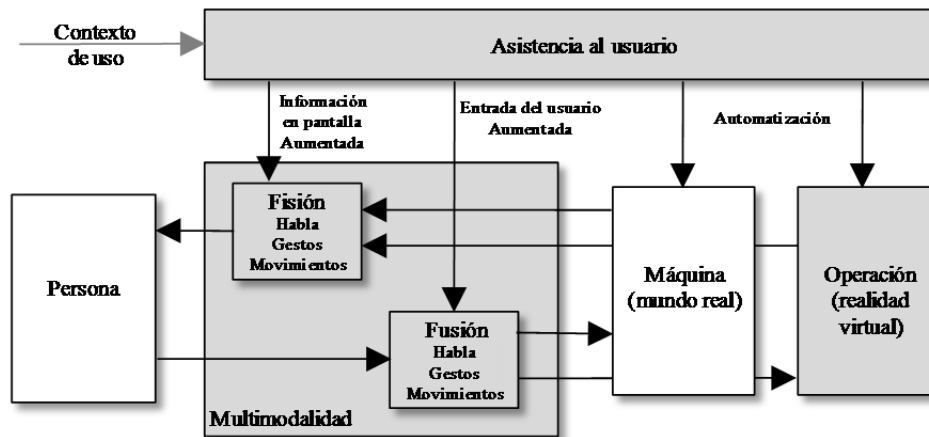 Contexto
de uso
Asistencia al usuario
Información
en pantalla
Aumentada
Entrada del usuario
Aumentada
Automatización
Persona
Fisión
Habla
Gestos
Movimientos
Fusión
Habla
Gestos
Movimientos
Multimodalidad
Máquina
(mundo real)
Operación
(realidad
virtual)